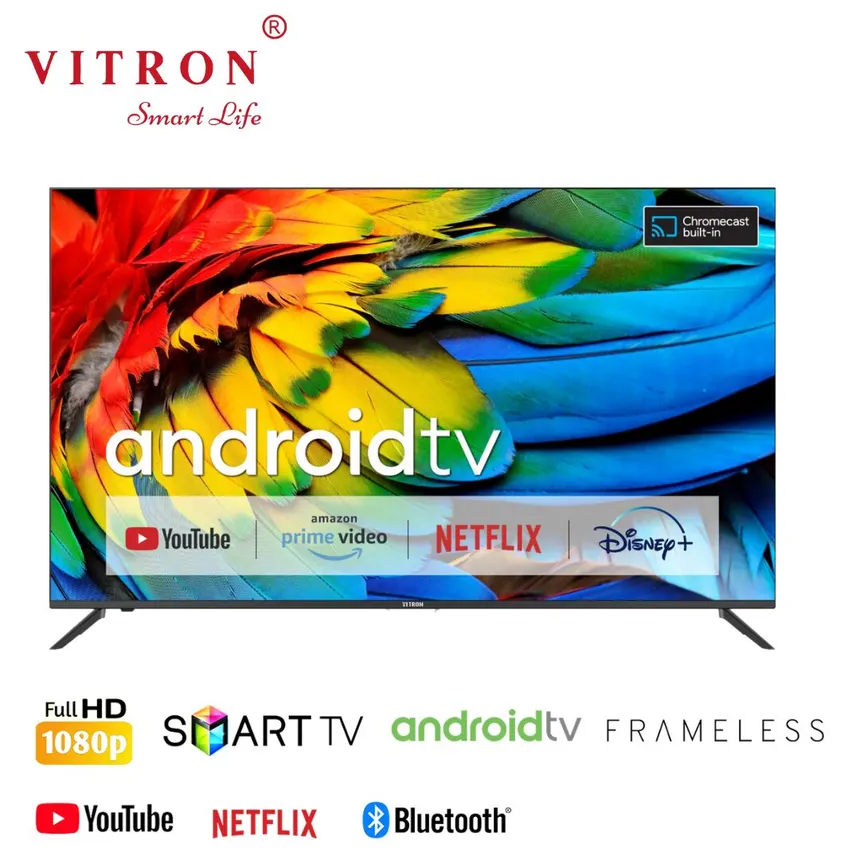 VITRON®
Smart Life
Chromecast
built-in
androidtv
YouTube
amazon
prime video
NETFLIX
Disney+
VITRON
Full HD
1080p
SMART TV
androidtv
FRAMELESS
YouTube
NETFLIX
Bluetooth®